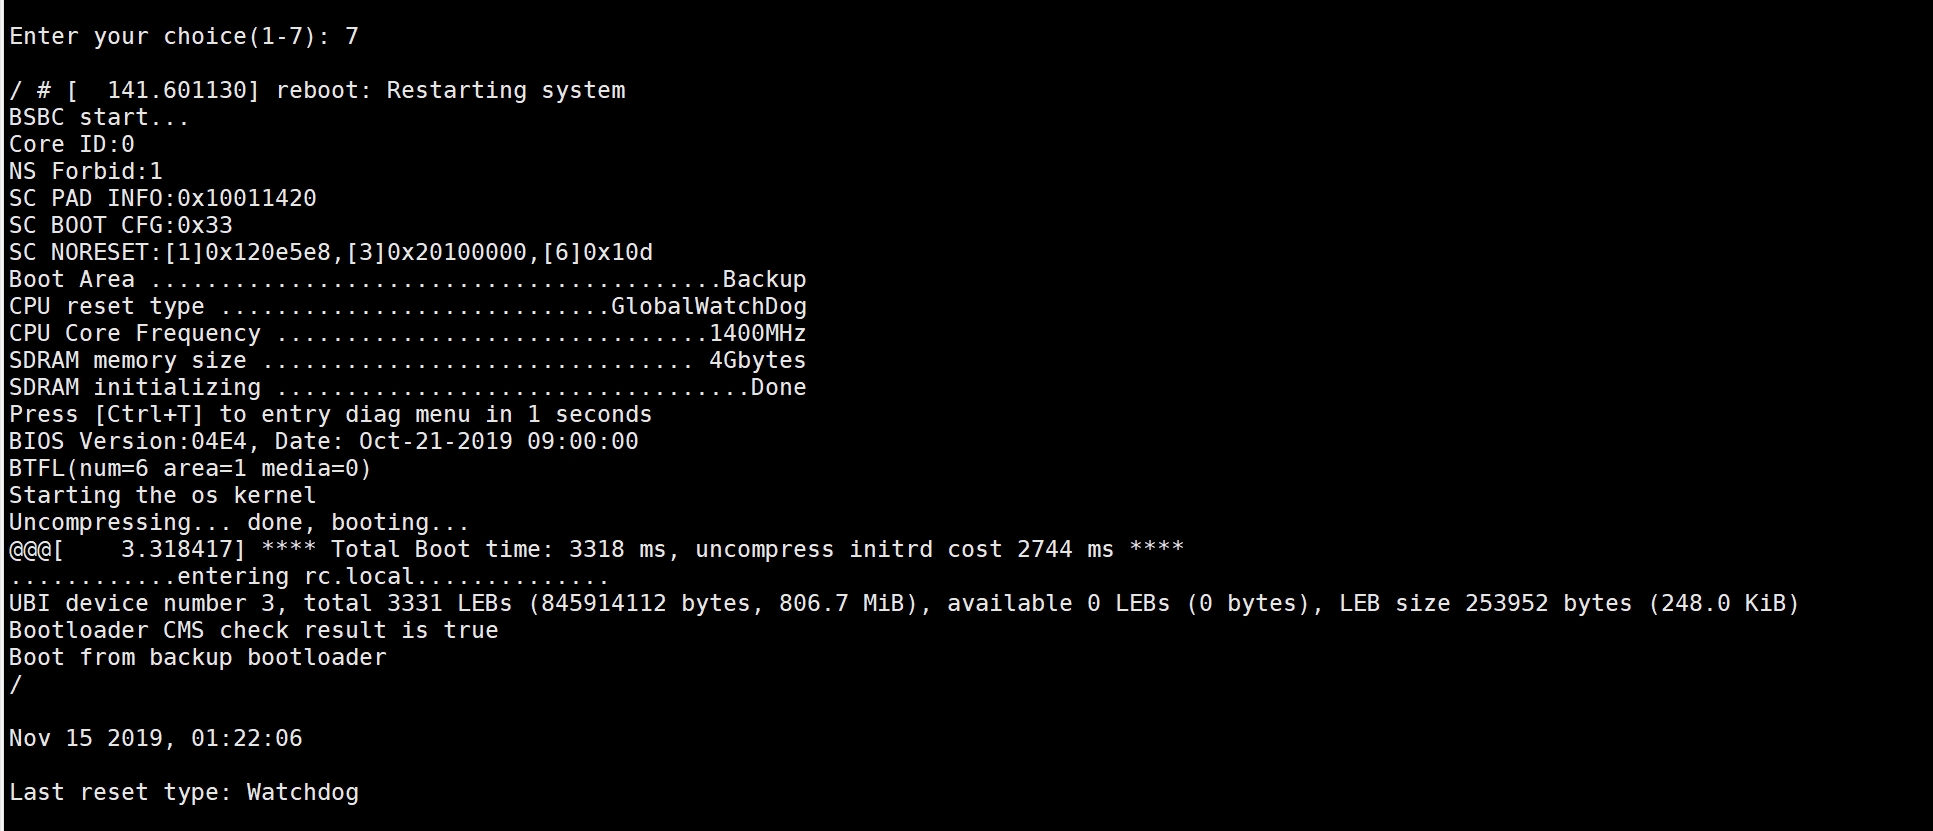 Enter your choice(1-7): 7
/ # [  141.601130] reboot: Restarting system
BSBC start...
Core ID:0
NS Forbid:1
SC PAD INFO:0x10011420
SC BOOT CFG:0x33
SC NORESET:[1]0x120e5e8,[3]0x20100000,[6]0x10d
Boot Area .........................................Backup
CPU reset type ............................GlobalWatchDog
CPU Core Frequency ...............................1400MHz
SDRAM memory size ............................... 4Gbytes
SDRAM initializing ..................................Done
Press [Ctrl+T] to entry diag menu in 1 seconds
BIOS Version:04E4, Date: Oct-21-2019 09:00:00
BTFL(num=6 area=1 media=0)
Starting the os kernel
Uncompressing... done, booting...
@@@[    3.318417] **** Total Boot time: 3318 ms, uncompress initrd cost 2744 ms ****
............entering rc.local..............
UBI device number 3, total 3331 LEBs (845914112 bytes, 806.7 MiB), available 0 LEBs (0 bytes), LEB size 253952 bytes (248.0 KiB)
Bootloader CMS check result is true
Boot from backup bootloader
/
Nov 15 2019, 01:22:06
Last reset type: Watchdog